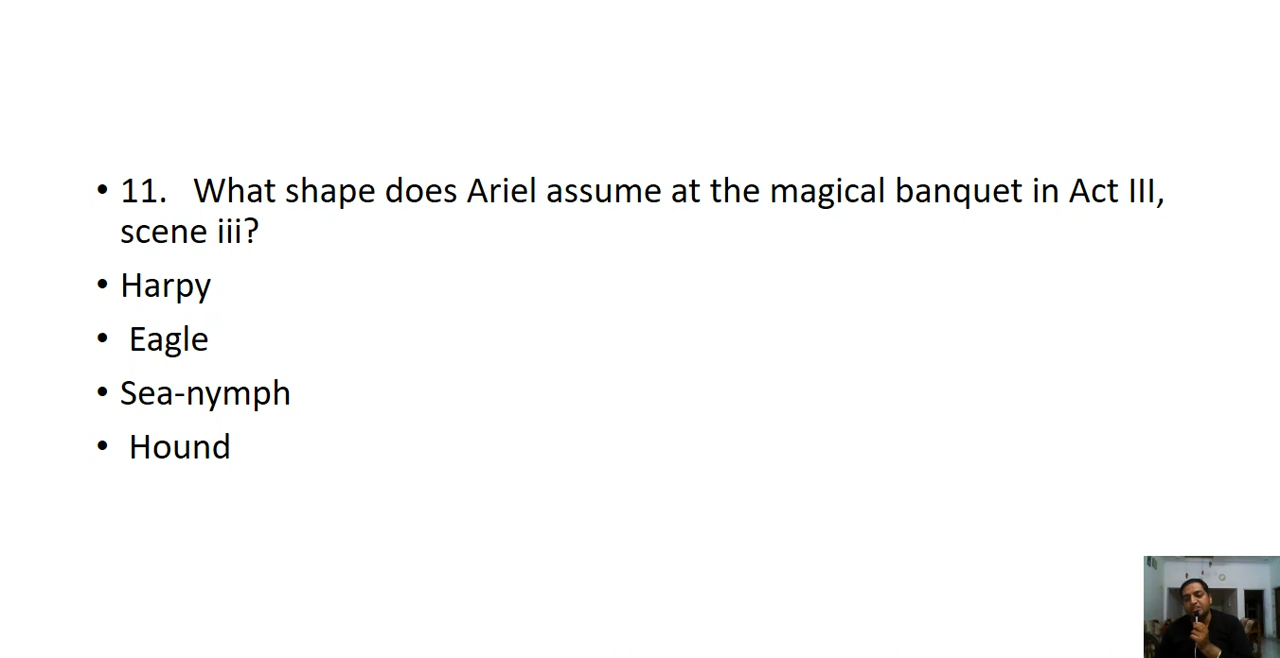 • 11. What shape does Ariel assume at the magical banquet in Act III,
scene iii?
• Harpy
• Eagle
• Sea-nymph
• Hound